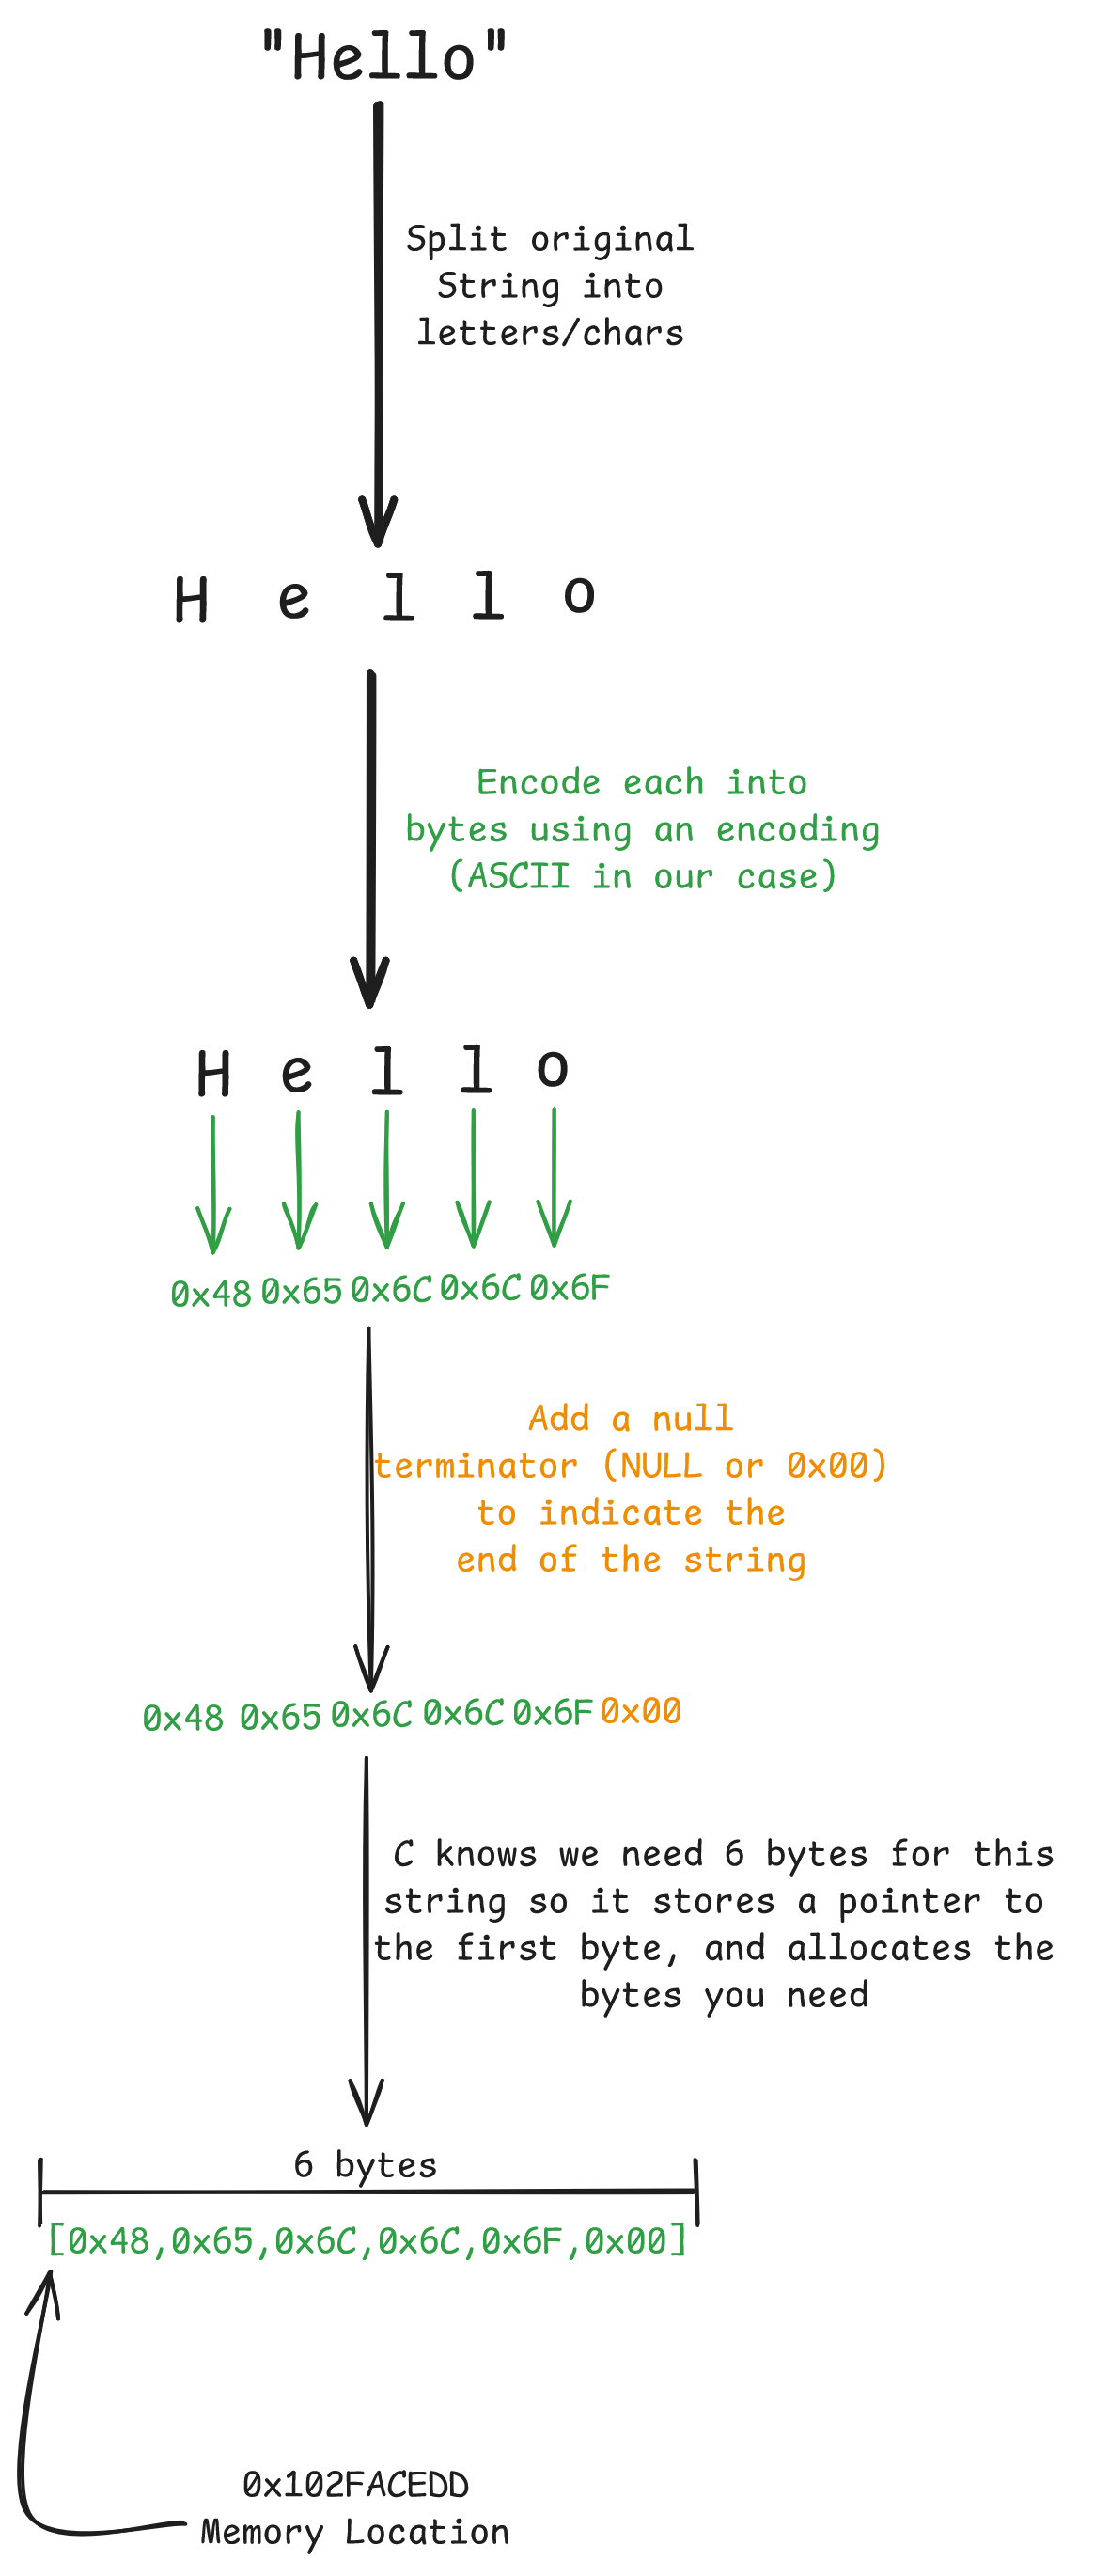 "Hello"
Split original
String into
letters/chars
H e l l o
Encode each into
bytes using an encoding
(ASCII in our case)
H e l l o
0x48 0x65 0x6C 0x6C 0x6F
Add a null
terminator (NULL or 0x00)
to indicate the
end of the string
0x48 0x65 0x6C 0x6C 0x6F 0x00
C knows we need 6 bytes for this
string so it stores a pointer to
the first byte, and allocates the
bytes you need
6 bytes
[0x48,0x65,0x6C,0x6C,0x6F,0x00]
0x102FACEDD
Memory Location